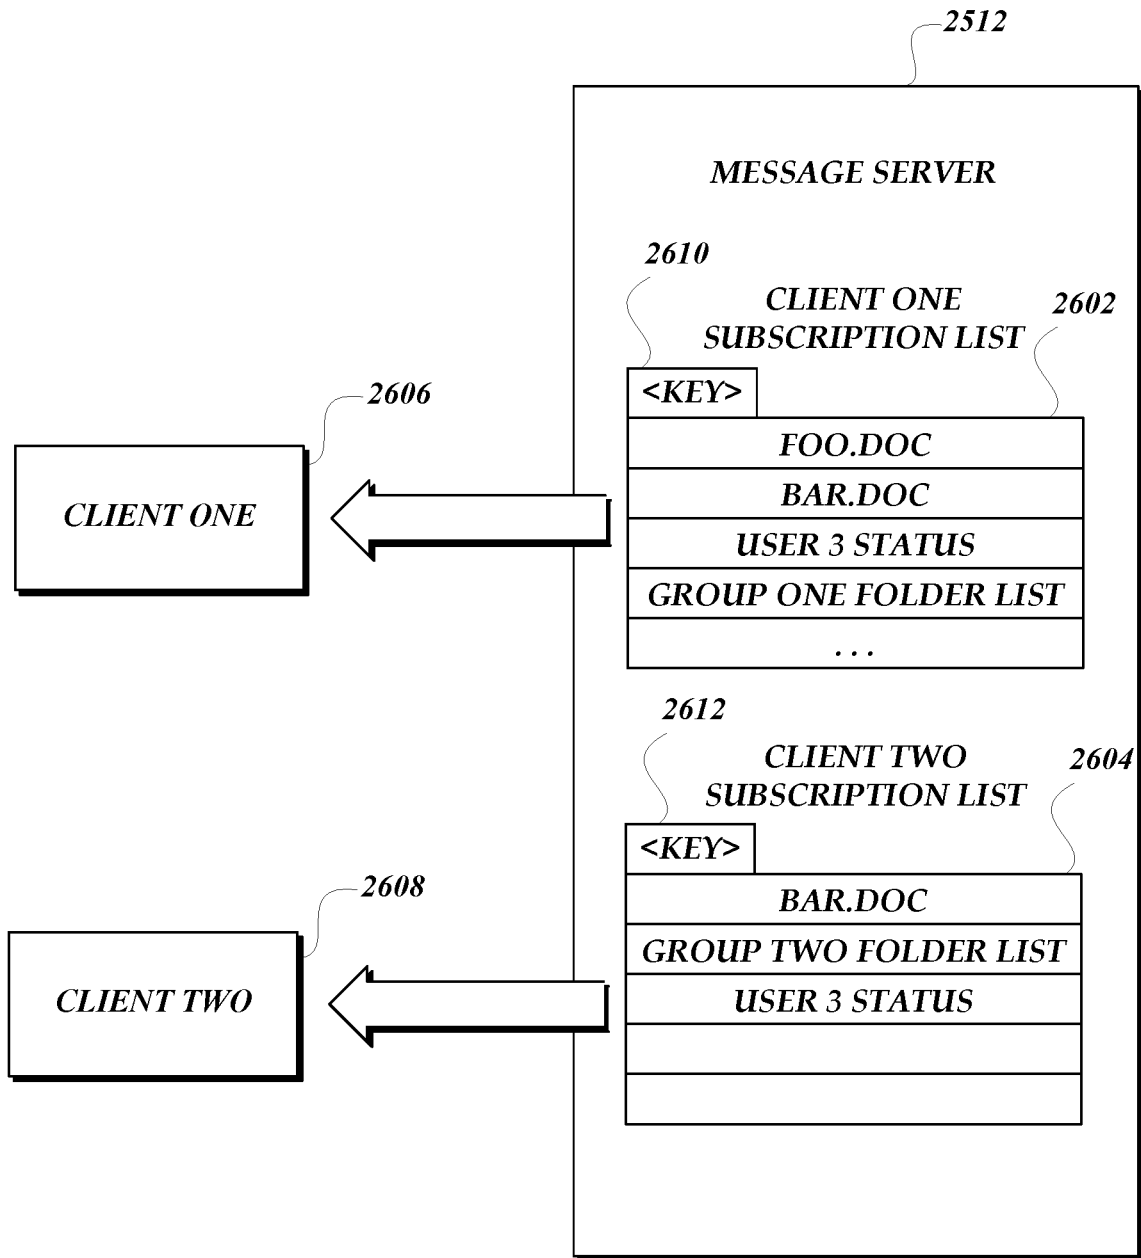 2512
MESSAGE SERVER
2610
CLIENT ONE
SUBSCRIPTION LIST
2602
<KEY>
FOO.DOC
BAR.DOC
USER 3 STATUS
GROUP ONE FOLDER LIST
. . .
2606
CLIENT ONE
2612
CLIENT TWO
SUBSCRIPTION LIST
2604
<KEY>
BAR.DOC
GROUP TWO FOLDER LIST
USER 3 STATUS
2608
CLIENT TWO